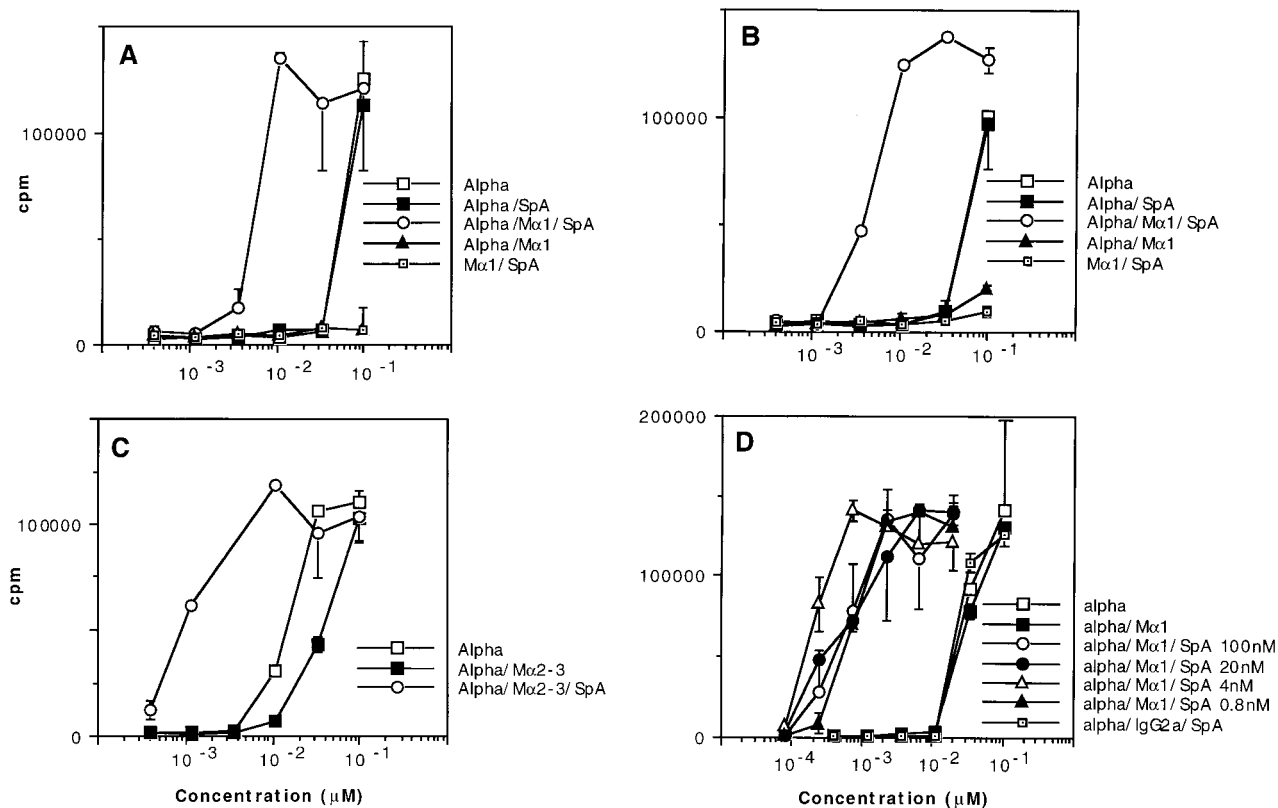 A
cpm
100000
0
10⁻³ 10⁻² 10⁻¹
Alpha
Alpha/SpA
Alpha/Mα1/SpA
Alpha/Mα1
Mα1/SpA
B
100000
0
10⁻³ 10⁻² 10⁻¹
Alpha
Alpha/SpA
Alpha/Mα1/SpA
Alpha/Mα1
Mα1/SpA
C
cpm
100000
0
10⁻³ 10⁻² 10⁻¹
Concentration (μM)
Alpha
Alpha/Mα2-3
Alpha/Mα2-3/SpA
D
200000
100000
0
10⁻⁴ 10⁻³ 10⁻² 10⁻¹
Concentration (μM)
alpha
alpha/Mα1
alpha/Mα1/SpA 100nM
alpha/Mα1/SpA 20nM
alpha/Mα1/SpA 4nM
alpha/Mα1/SpA 0.8nM
alpha/IgG2a/SpA